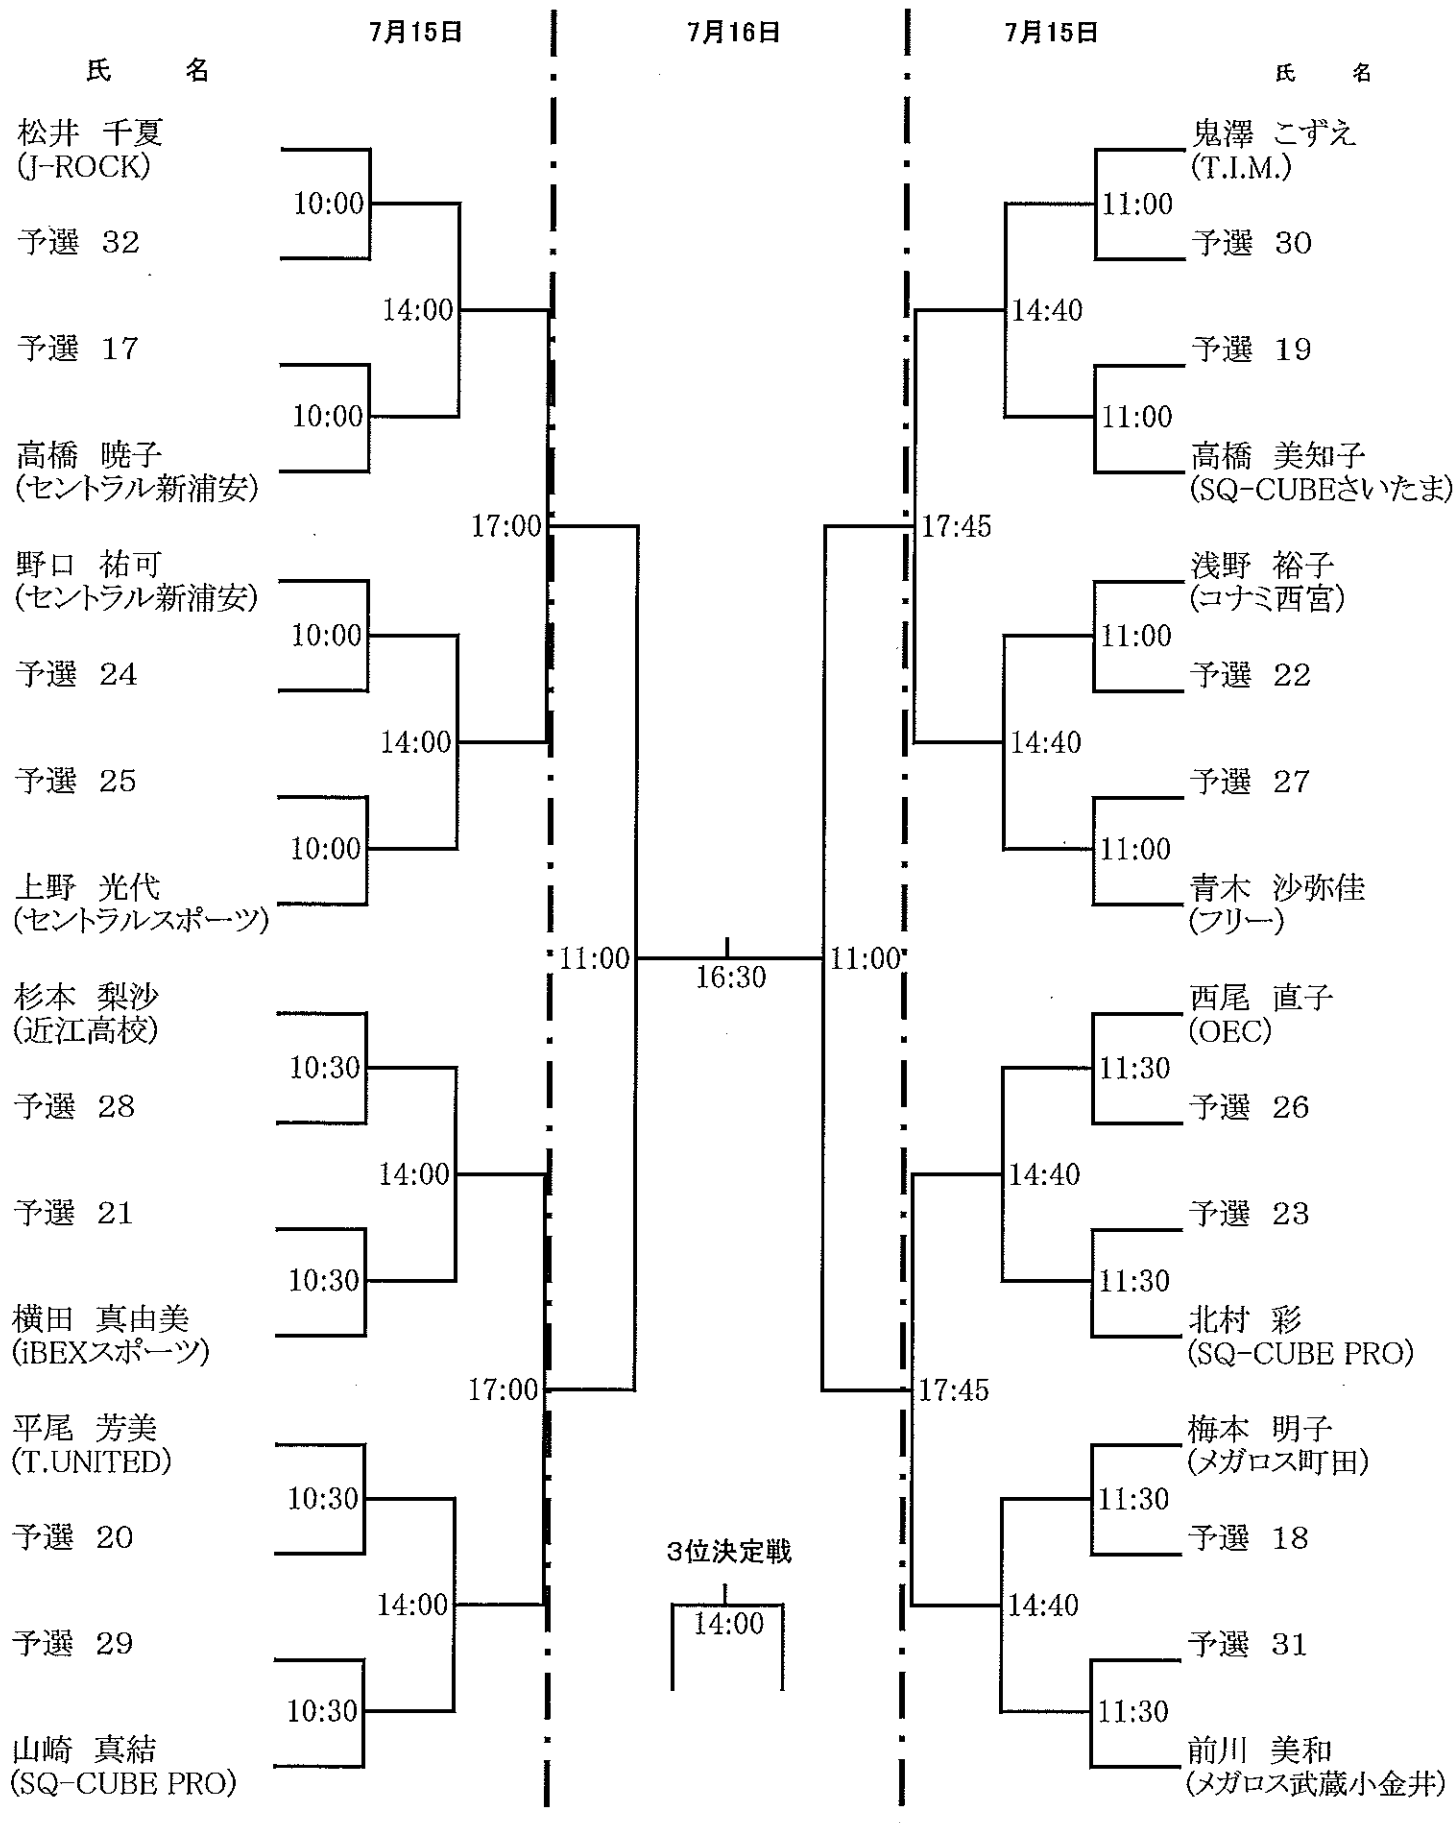 7月15日
7月16日
7月15日
氏 名
氏 名
松井 千夏
(J-ROCK)
10:00
予選 32
14:00
予選 17
10:00
高橋 暁子
(セントラル新浦安)
17:00
野口 祐可
(セントラル新浦安)
10:00
予選 24
14:00
予選 25
10:00
上野 光代
(セントラルスポーツ)
11:00
杉本 梨沙
(近江高校)
10:30
予選 28
14:00
予選 21
10:30
横田 真由美
(iBEXスポーツ)
17:00
平尾 芳美
(T.UNITED)
10:30
予選 20
14:00
予選 29
10:30
山崎 真結
(SQ-CUBE PRO)
16:30
3位決定戦
14:00
鬼澤 こずえ
(T.I.M.)
11:00
予選 30
14:40
予選 19
11:00
高橋 美知子
(SQ-CUBEさいたま)
17:45
浅野 裕子
(コナミ西宮)
11:00
予選 22
14:40
予選 27
11:00
青木 沙弥佳
(フリー)
11:00
西尾 直子
(OEC)
11:30
予選 26
14:40
予選 23
11:30
北村 彩
(SQ-CUBE PRO)
17:45
梅本 明子
(メガロス町田)
11:30
予選 18
14:40
予選 31
11:30
前川 美和
(メガロス武蔵小金井)